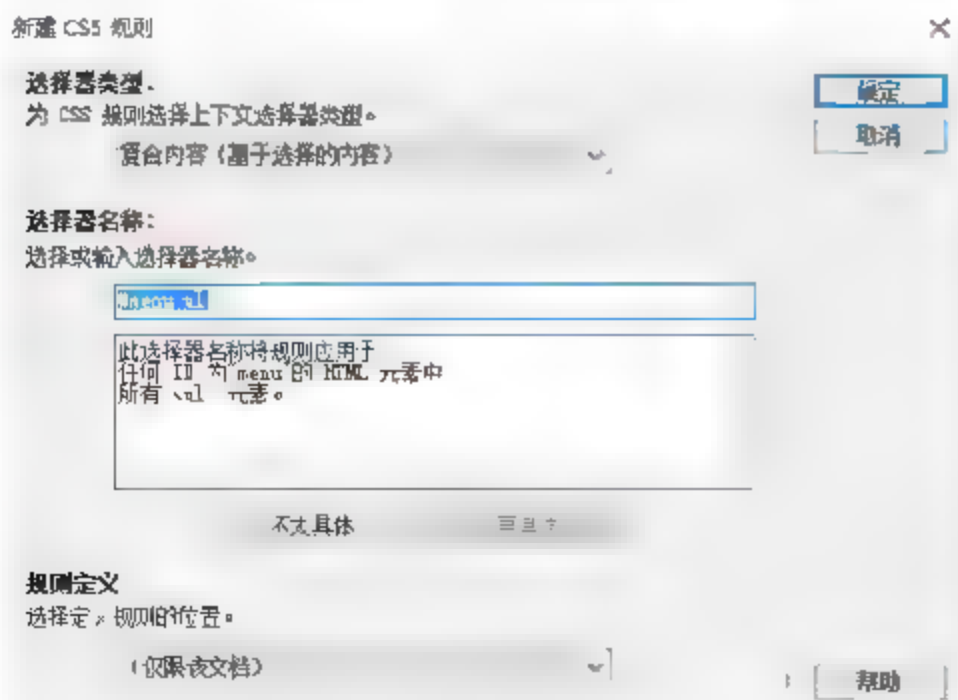 新建 CSS 规则
选择器类型:
为 CSS 规则选择上下文选择器类型。
确定
取消
复合内容（基于选择的内容）
选择器名称:
选择或输入选择器名称。
#menu ul
此选择器名称将规则应用于
任何 ID 为"menu"的 HTML 元素中
所有 <ul> 元素。
不太具体
规则定义
选择定义规则的位置。
（仅限该文档）
帮助